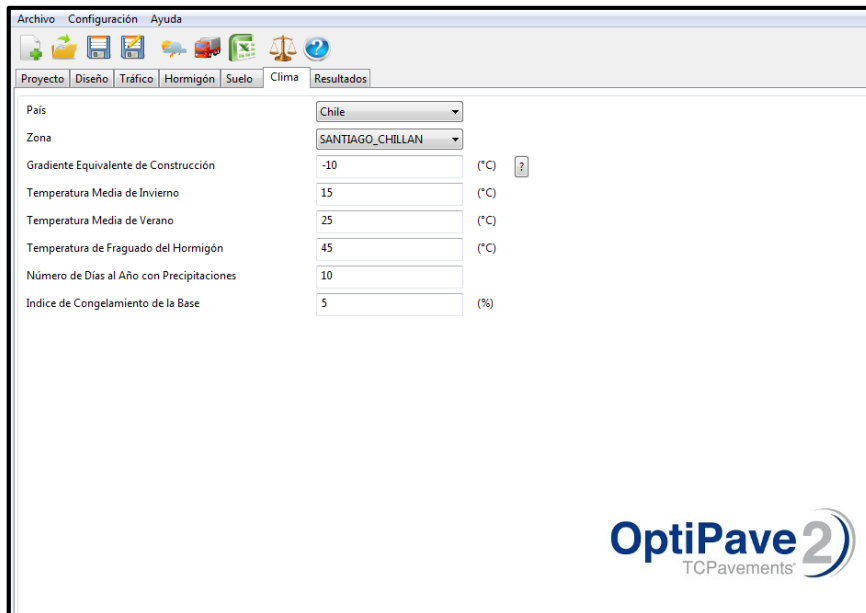 Archivo Configuración Ayuda
Proyecto Diseño Tráfico Hormigón Suelo Clima Resultados
País Chile
Zona SANTIAGO_CHILLAN
Gradiente Equivalente de Construcción -10 (°C) ?
Temperatura Media de Invierno 15 (°C)
Temperatura Media de Verano 25 (°C)
Temperatura de Fraguado del Hormigón 45 (°C)
Número de Días al Año con Precipitaciones 10
Indice de Congelamiento de la Base 5 (%)
OptiPave 2
TCPavements